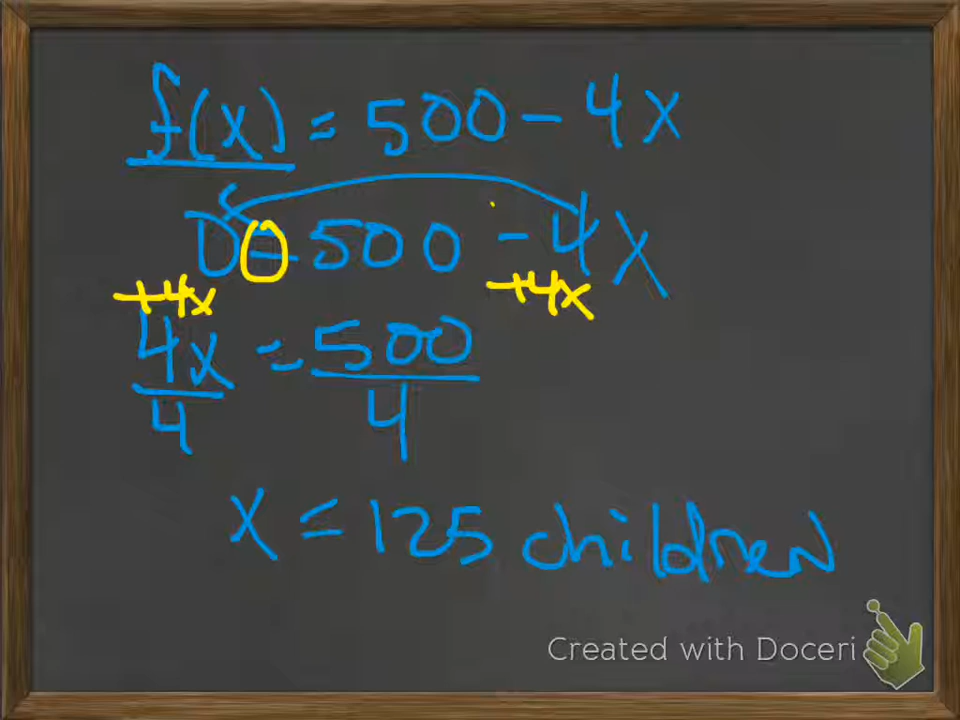 f(x) = 500 - 4x
0 = 500 - 4x
+4x +4x
4x = 500
4 4
x = 125 children
Created with Doceri